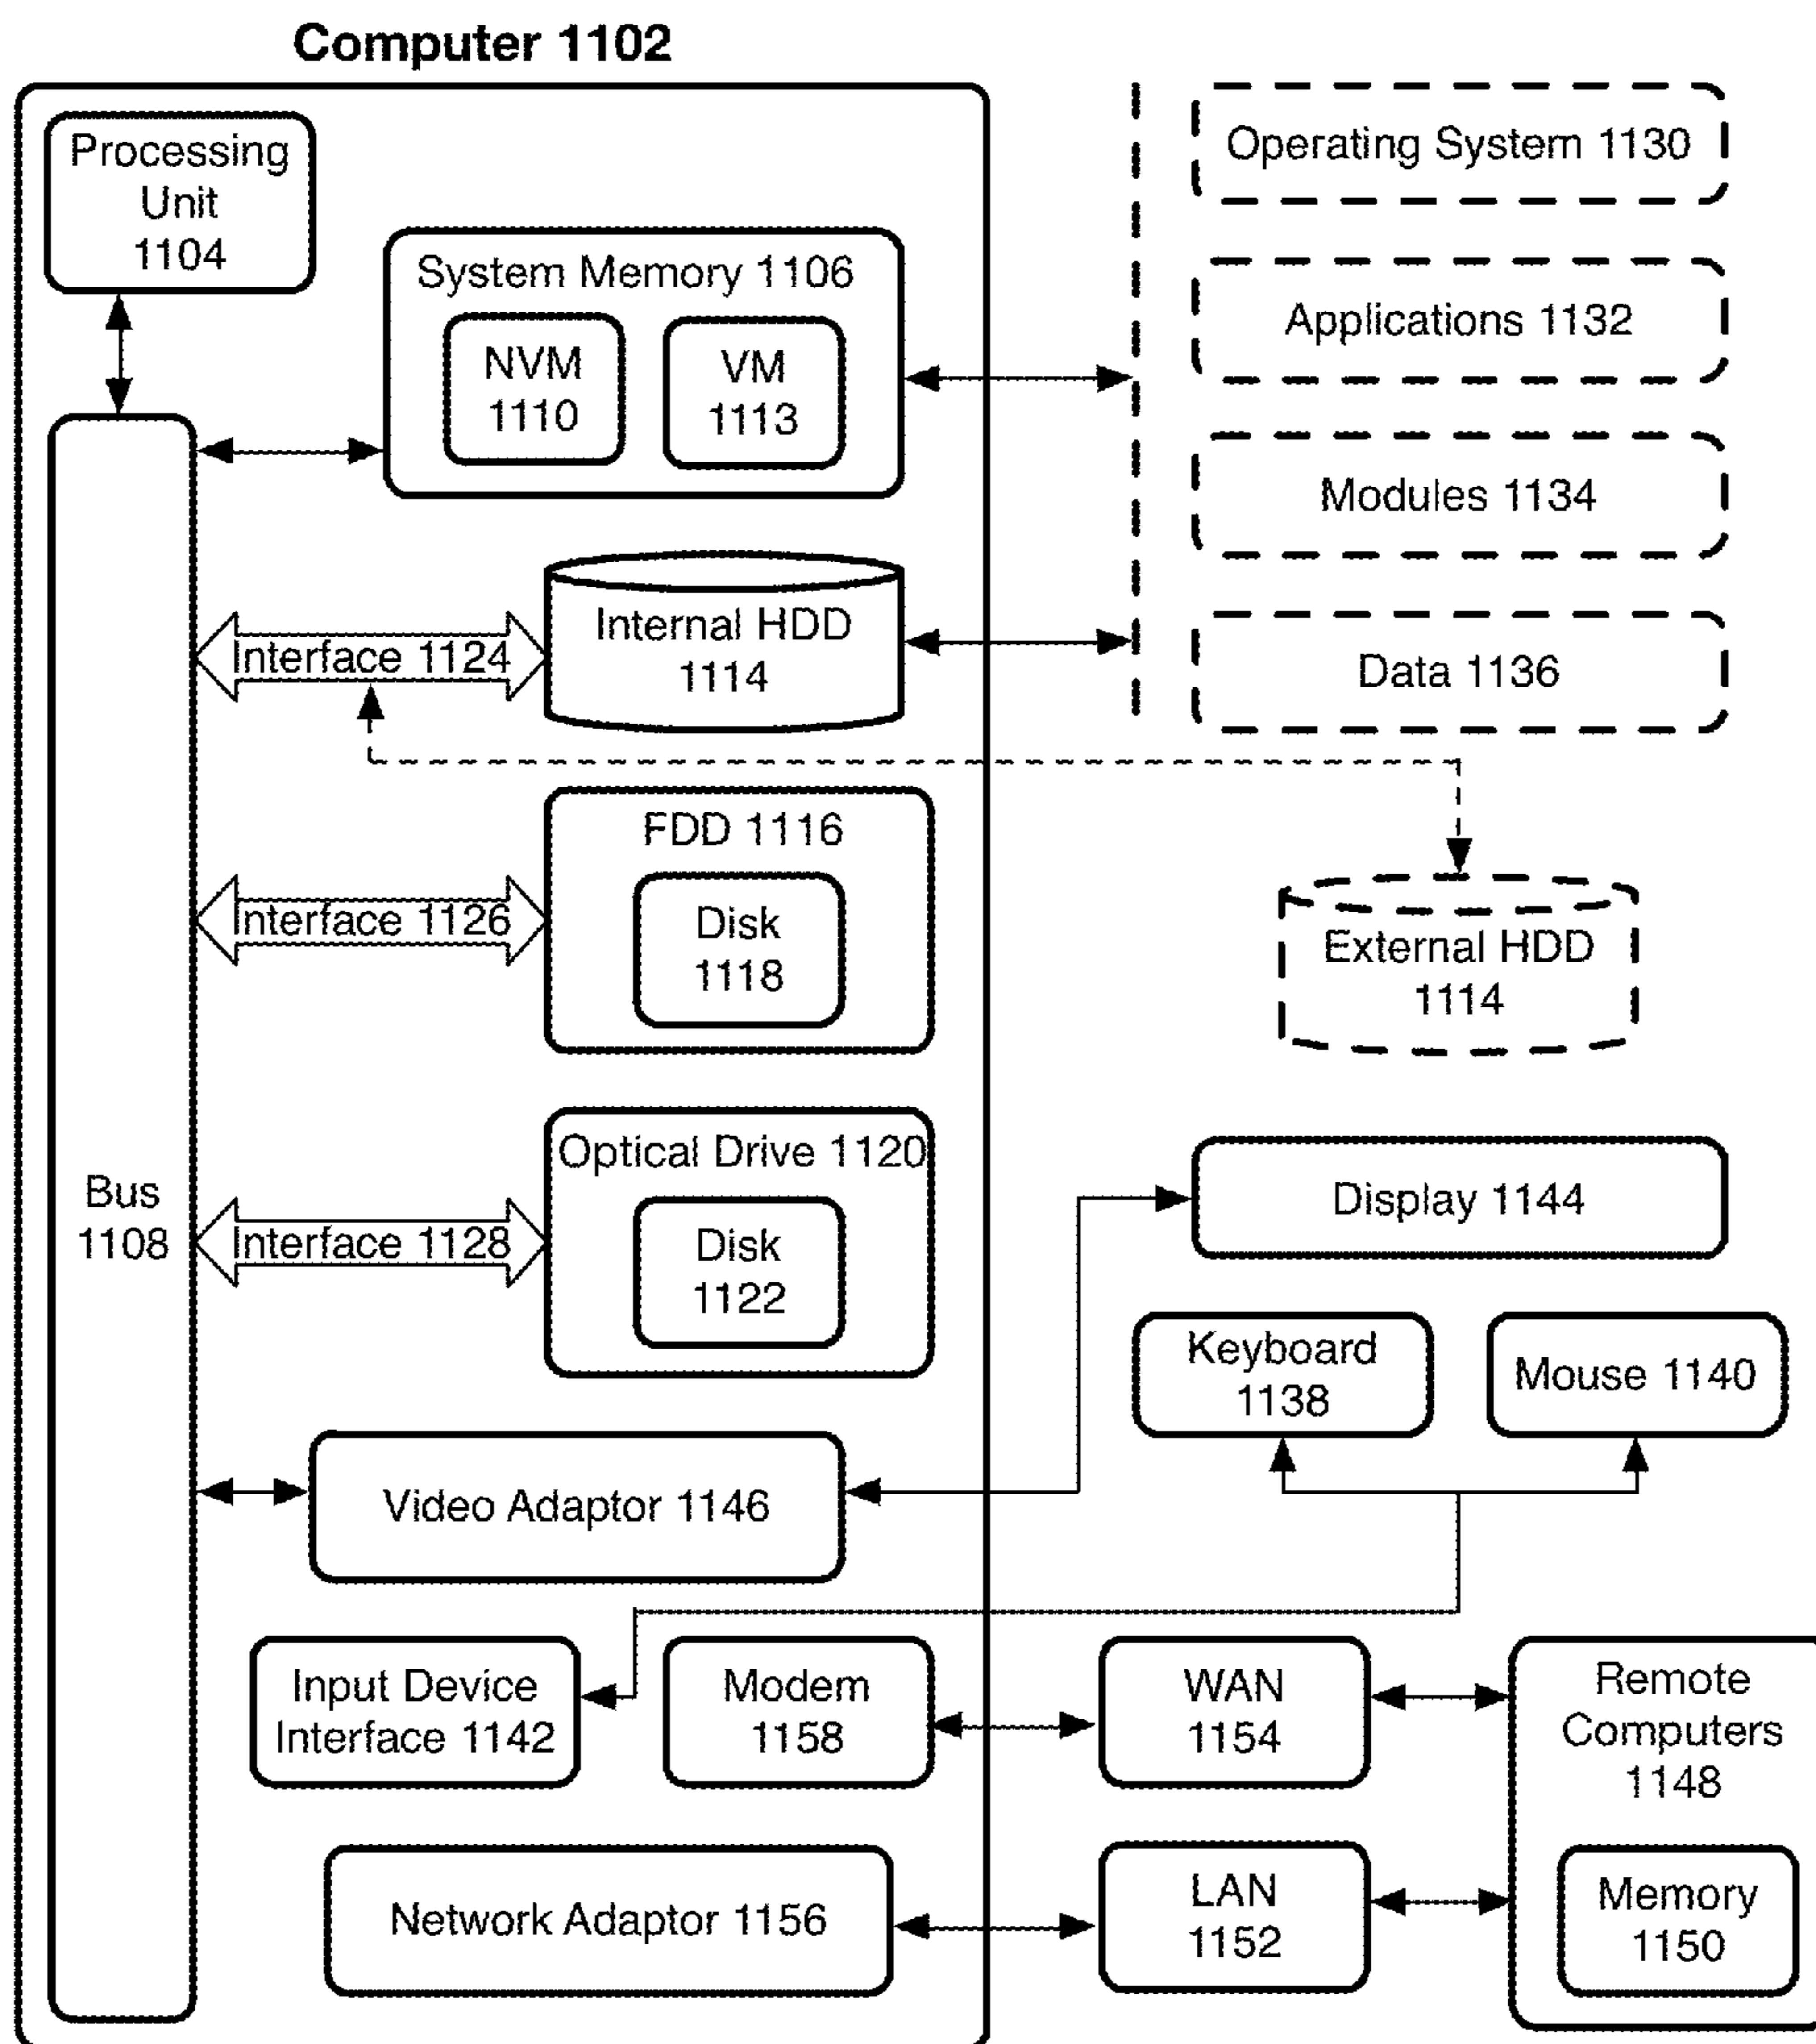 Computer 1102
Processing
Unit
1104
System Memory 1106
NVM
1110
VM
1113
Operating System 1130
Applications 1132
Modules 1134
Data 1136
Interface 1124
Internal HDD
1114
External HDD
1114
Interface 1126
FDD 1116
Disk
1118
Bus
1108
Interface 1128
Optical Drive 1120
Disk
1122
Display 1144
Keyboard
1138
Mouse 1140
Video Adaptor 1146
Input Device
Interface 1142
Modem
1158
WAN
1154
Remote
Computers
1148
Network Adaptor 1156
LAN
1152
Memory
1150